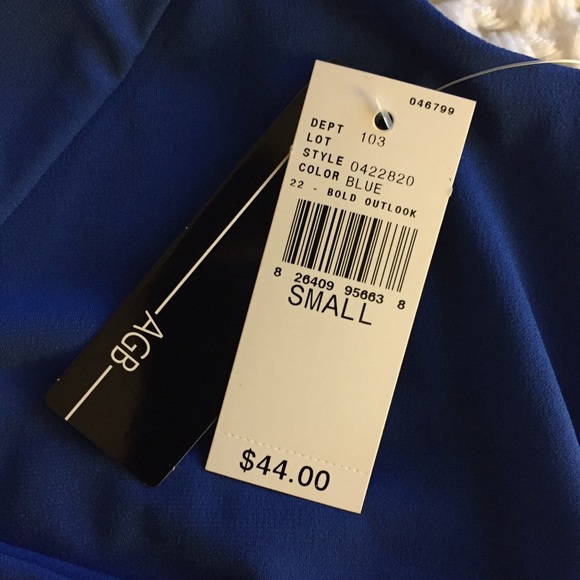 046799
DEPT 103
LOT
STYLE 0422820
COLOR BLUE
22 - BOLD OUTLOOK
8 26409 95663 8
SMALL
$44.00
AGB